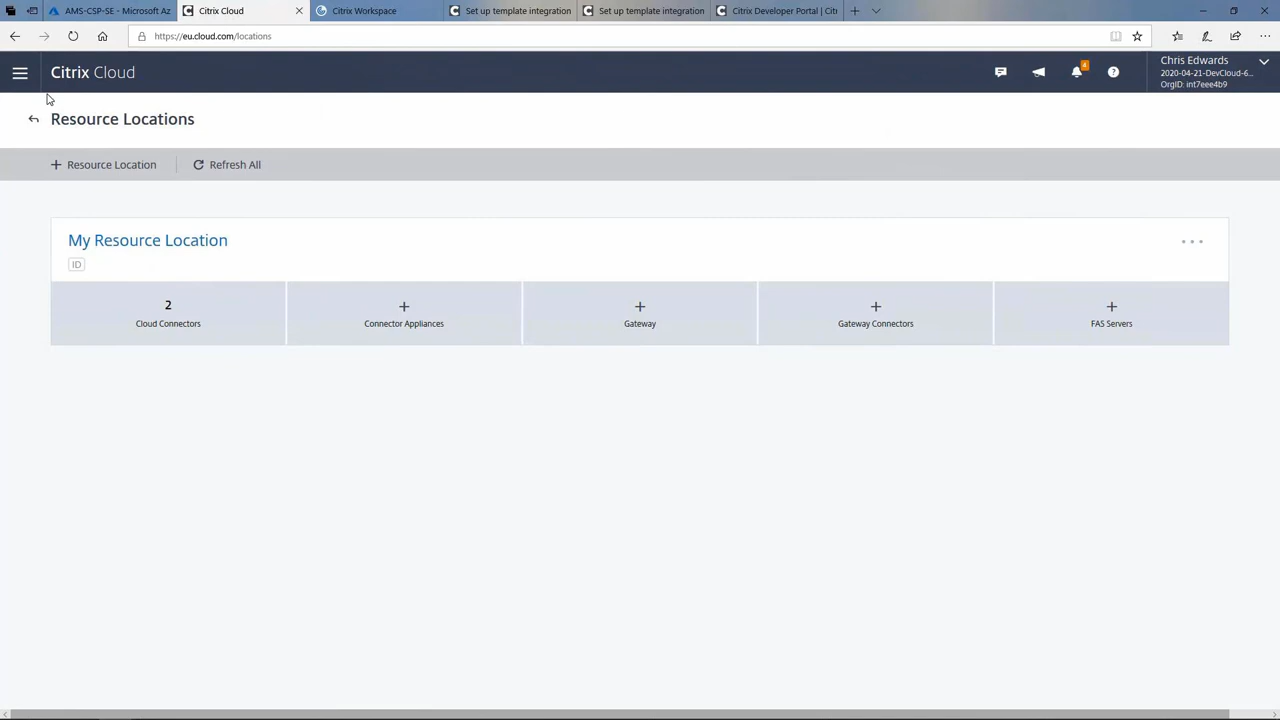 AMS-CSP-SE - Microsoft Az
Citrix Cloud
Citrix Workspace
Set up template integration
Set up template integration
Citrix Developer Portal | Cit
https://eu.cloud.com/locations
Citrix Cloud
4
Chris Edwards
2020-04-21-DevCloud-6...
OrgID: int7eee4b9
Resource Locations
+ Resource Location
Refresh All
My Resource Location
ID
2
Cloud Connectors
+
Connector Appliances
+
Gateway
+
Gateway Connectors
+
FAS Servers